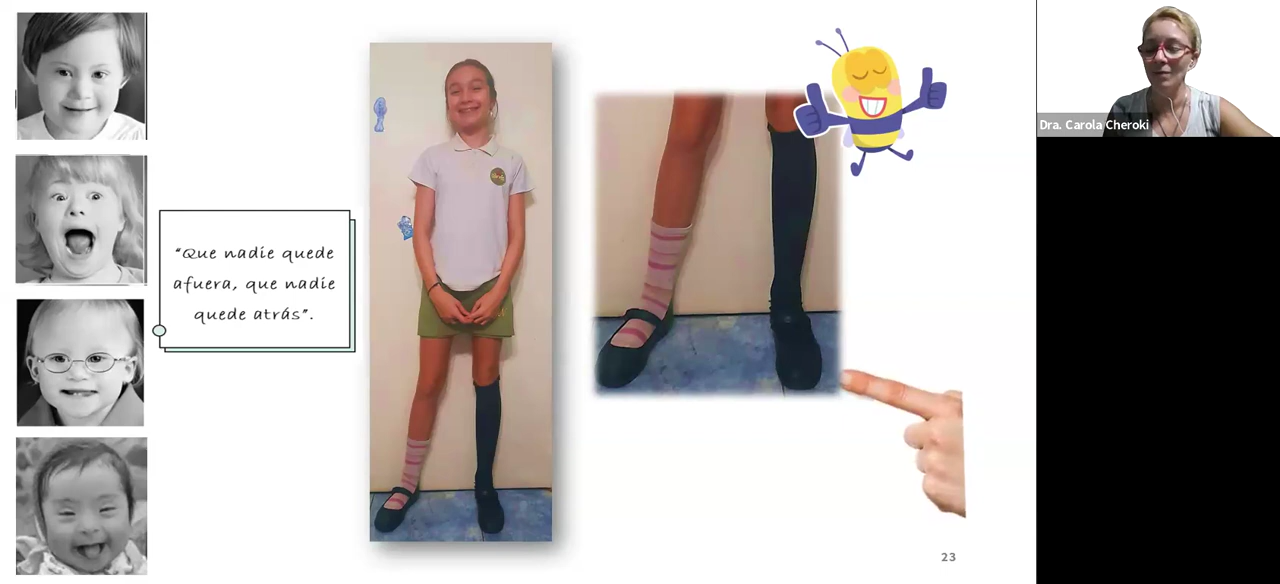 “Que nadie quede
afuera, que nadie
quede atrás”.
Dra. Carola Cheroki
23